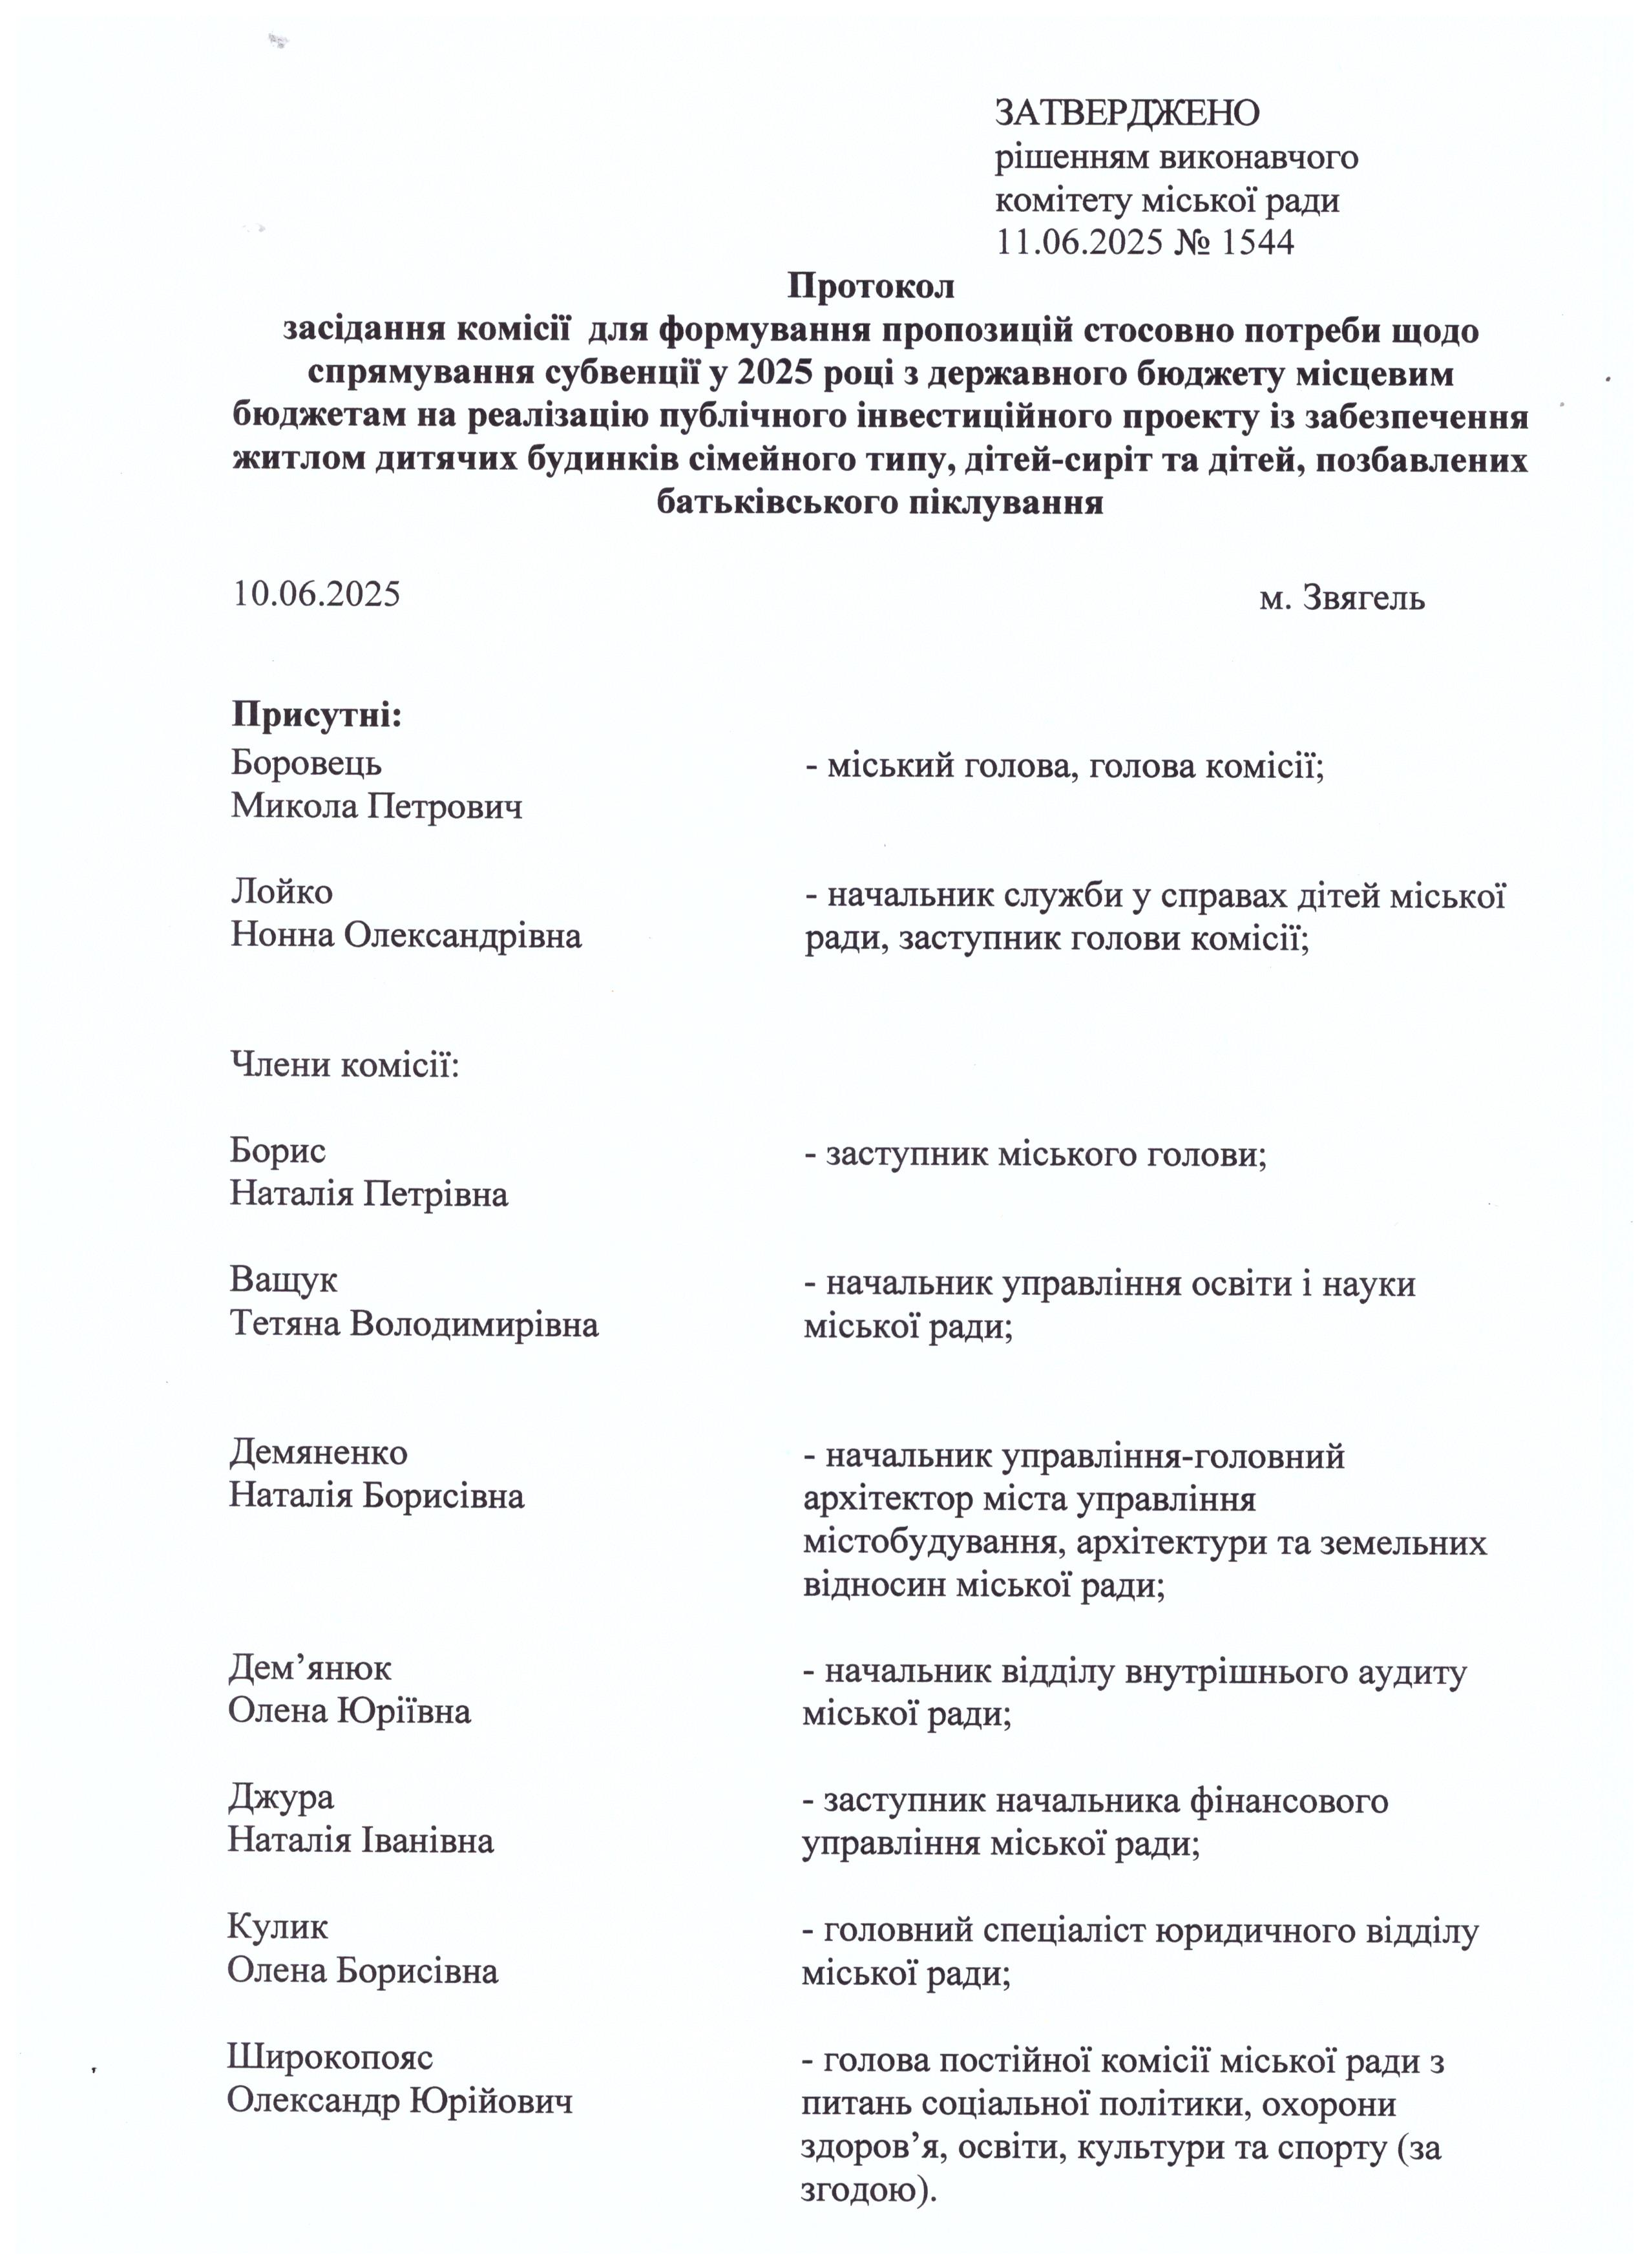 ЗАТВЕРДЖЕНО
рішенням виконавчого
комітету міської ради
11.06.2025 № 1544
Протокол
засідання комісії для формування пропозицій стосовно потреби щодо
спрямування субвенції у 2025 році з державного бюджету місцевим
бюджетам на реалізацію публічного інвестиційного проекту із забезпечення
житлом дитячих будинків сімейного типу, дітей-сиріт та дітей, позбавлених
батьківського піклування
10.06.2025 м. Звягель
Присутні:
Боровець - міський голова, голова комісії;
Микола Петрович
Лойко - начальник служби у справах дітей міської
Нонна Олександрівна ради, заступник голови комісії;
Члени комісії:
Борис - заступник міського голови;
Наталія Петрівна
Ващук - начальник управління освіти і науки
Тетяна Володимирівна міської ради;
Демяненко - начальник управління-головний
Наталія Борисівна архітектор міста управління
містобудування, архітектури та земельних
відносин міської ради;
Дем’янюк - начальник відділу внутрішнього аудиту
Олена Юріївна міської ради;
Джура - заступник начальника фінансового
Наталія Іванівна управління міської ради;
Кулик - головний спеціаліст юридичного відділу
Олена Борисівна міської ради;
Широкопояс - голова постійної комісії міської ради з
Олександр Юрійович питань соціальної політики, охорони
здоров’я, освіти, культури та спорту (за
згодою).